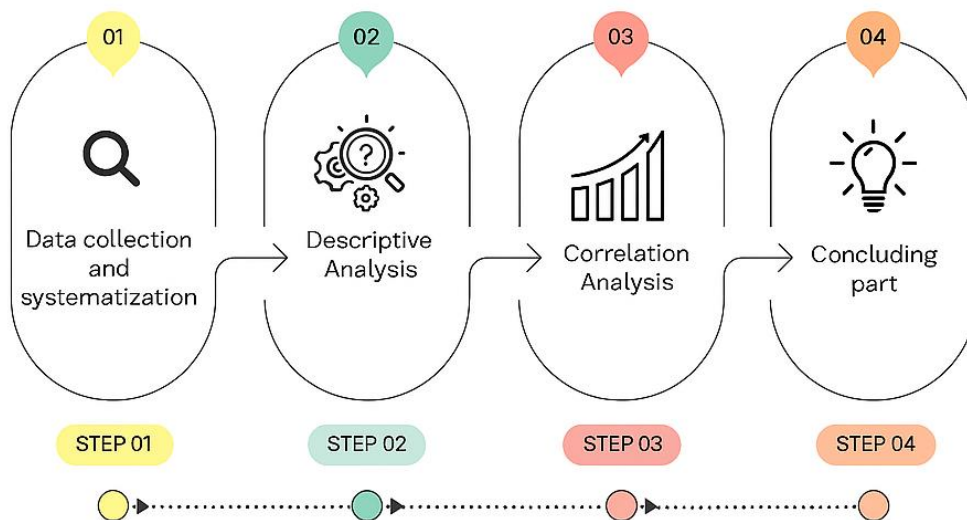 01
02
03
04
?
Data collection
and
systematization
Descriptive
Analysis
Correlation
Analysis
Concluding
part
STEP 01
STEP 02
STEP 03
STEP 04